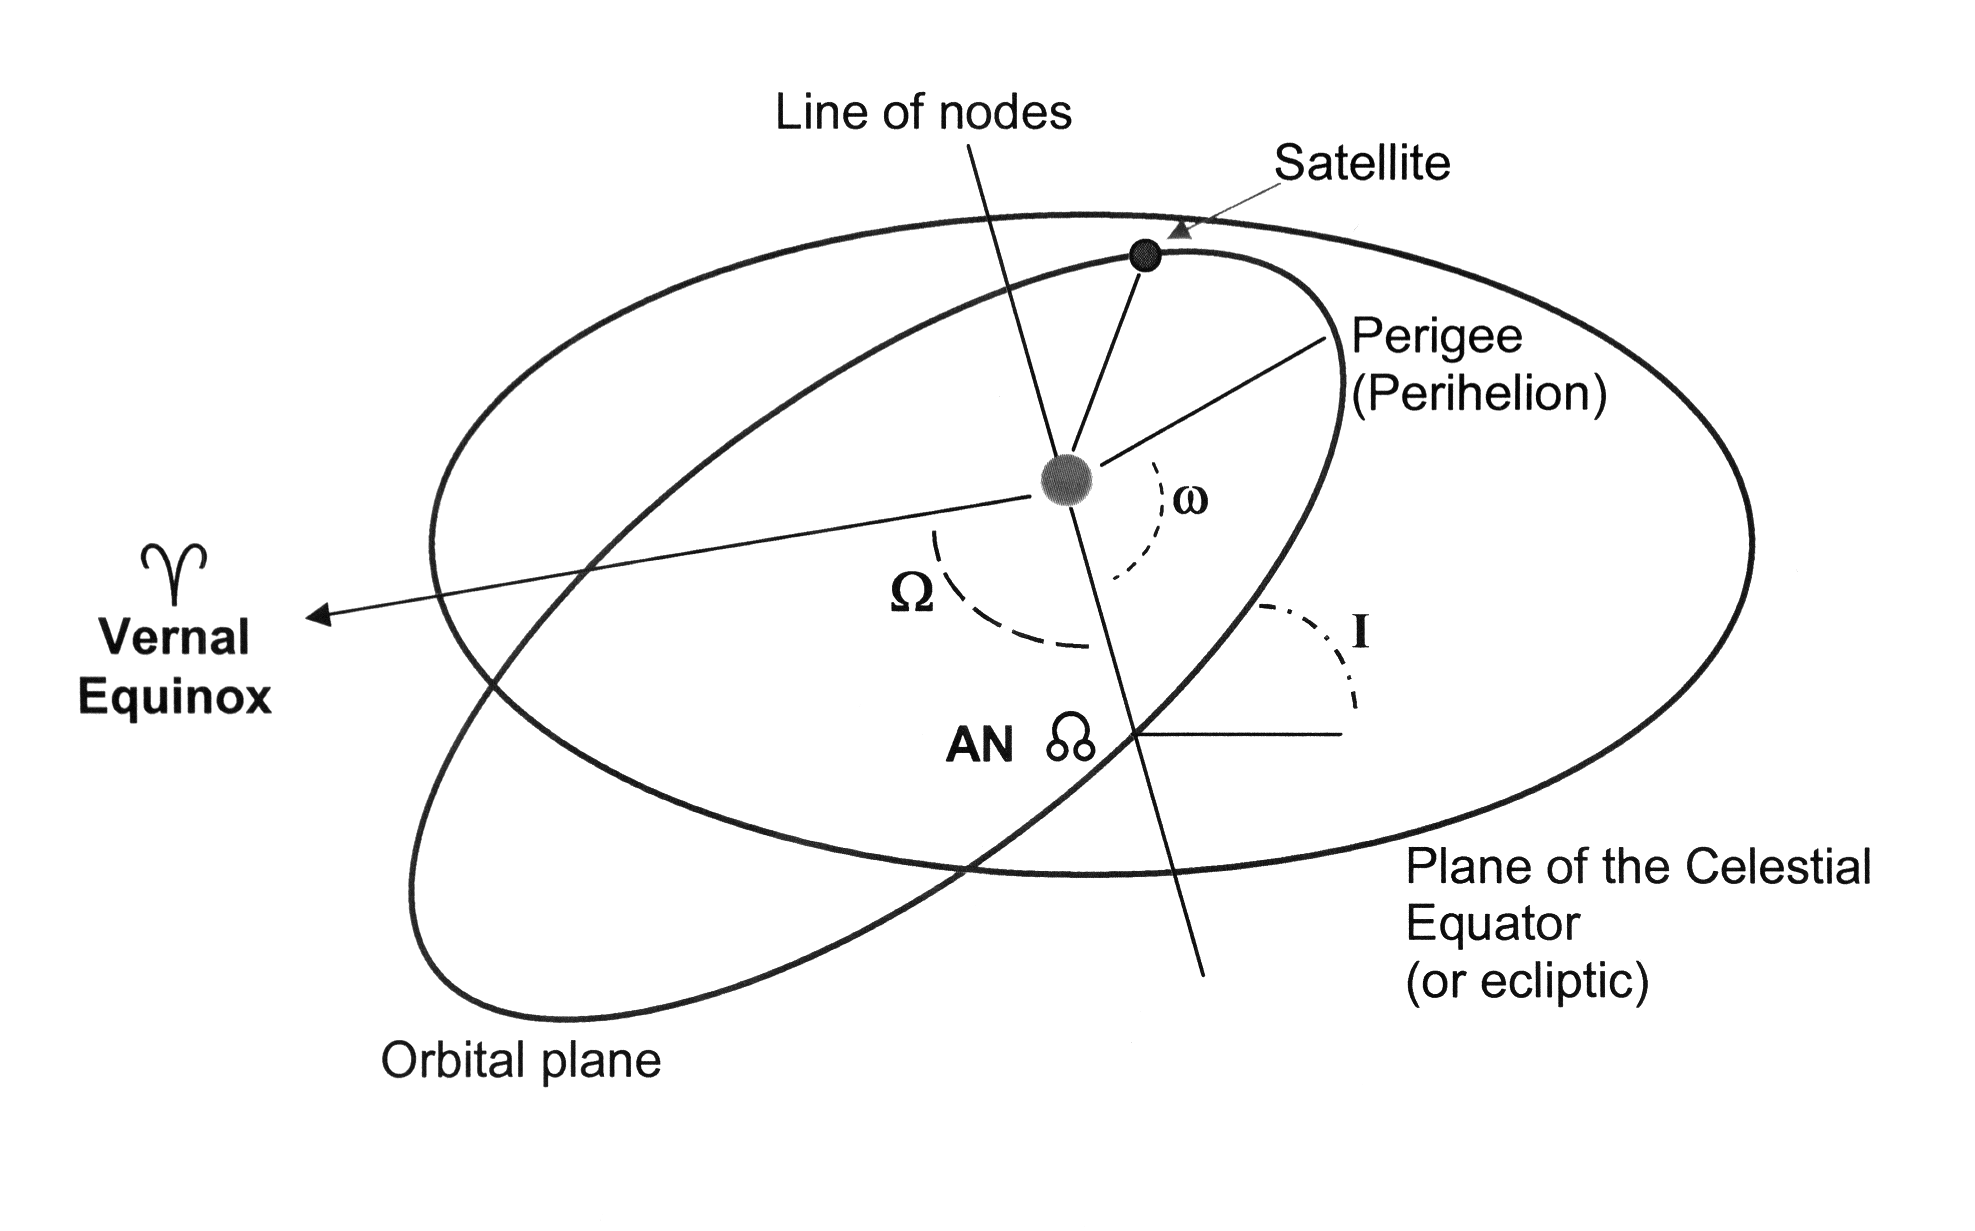 Line of nodes
Satellite
Perigee
(Perihelion)
ω
♈
Vernal
Equinox
Ω
I
AN ☊
Plane of the Celestial
Equator
(or ecliptic)
Orbital plane